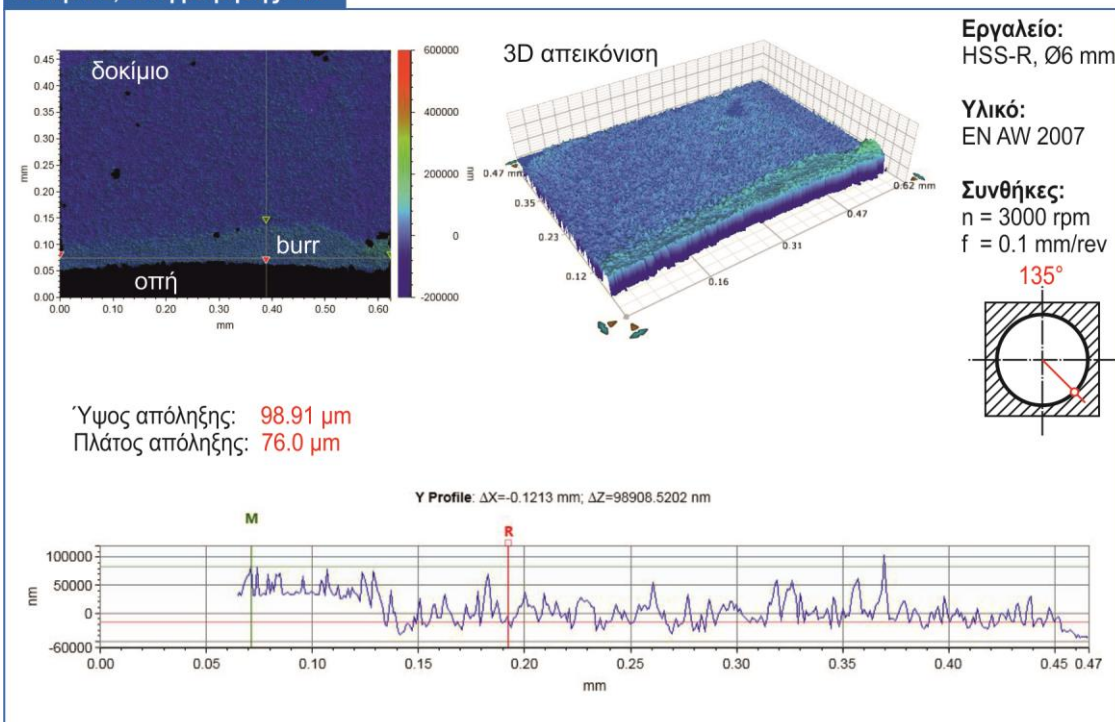 δοκίμιο
burr
οπή
0.45
0.40
0.35
0.30
0.25
0.20
0.15
0.10
0.05
0.00
mm
0.00
0.10
0.20
0.30
0.40
0.50
0.62
mm
600000
400000
200000
0
-200000
nm
3D απεικόνιση
0.47 mm
0.35
0.23
0.12
0.16
0.31
0.47
0.62 mm
Εργαλείο:
HSS-R, Ø6 mm
Υλικό:
EN AW 2007
Συνθήκες:
n = 3000 rpm
f = 0.1 mm/rev
135°
Ύψος απόληξης: 98.91 μm
Πλάτος απόληξης: 76.0 μm
Y Profile: ΔX=-0.1213 mm; ΔZ=98908.5202 nm
M
R
100000
50000
0
-60000
nm
0.00
0.05
0.10
0.15
0.20
0.25
0.30
0.35
0.40
0.45
0.47
mm